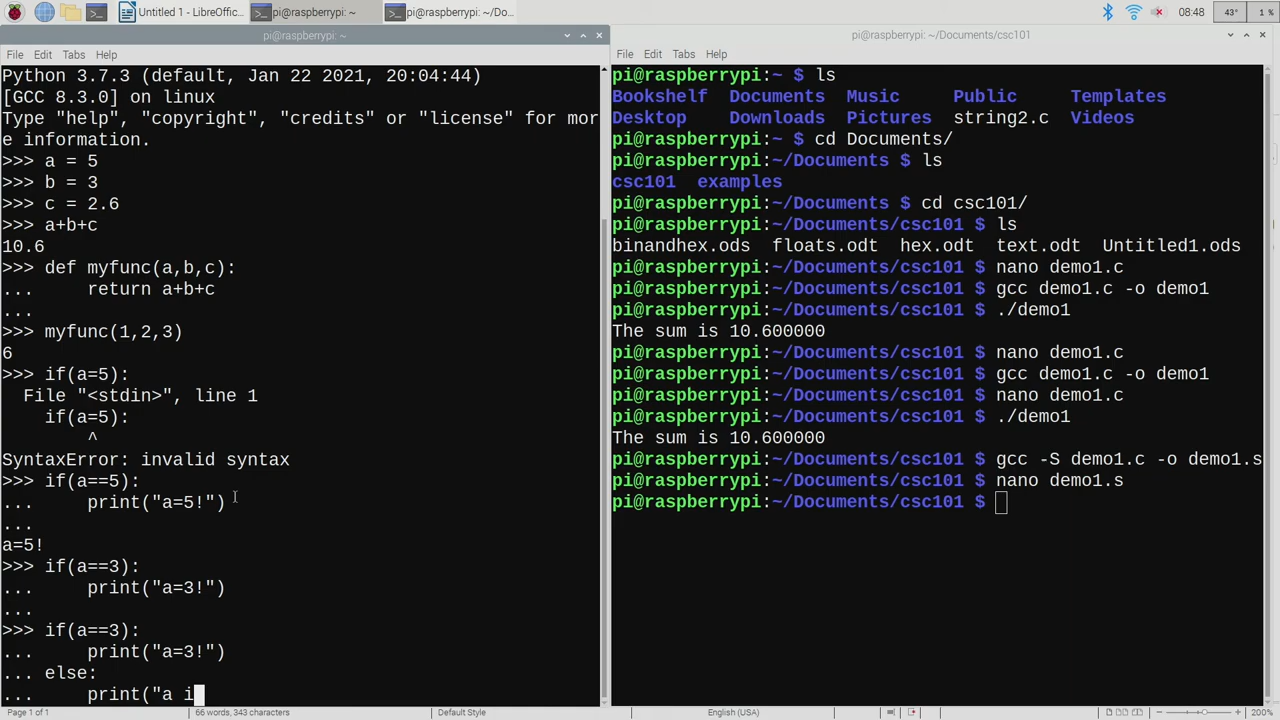 Untitled 1 - LibreOffic...
pi@raspberrypi: ~
pi@raspberrypi: ~/Do...
08:48
43°
1 %
pi@raspberrypi: ~
File Edit Tabs Help
Python 3.7.3 (default, Jan 22 2021, 20:04:44)
[GCC 8.3.0] on linux
Type "help", "copyright", "credits" or "license" for mor
e information.
>>> a = 5
>>> b = 3
>>> c = 2.6
>>> a+b+c
10.6
>>> def myfunc(a,b,c):
...     return a+b+c
...
>>> myfunc(1,2,3)
6
>>> if(a=5):
  File "<stdin>", line 1
    if(a=5):
        ^
SyntaxError: invalid syntax
>>> if(a==5):
...     print("a=5!")
...
a=5!
>>> if(a==3):
...     print("a=3!")
...
>>> if(a==3):
...     print("a=3!")
... else:
...     print("a i
pi@raspberrypi: ~/Documents/csc101
File Edit Tabs Help
pi@raspberrypi:~ $ ls
Bookshelf  Documents  Music     Public     Templates
Desktop    Downloads  Pictures  string2.c  Videos
pi@raspberrypi:~ $ cd Documents/
pi@raspberrypi:~/Documents $ ls
csc101  examples
pi@raspberrypi:~/Documents $ cd csc101/
pi@raspberrypi:~/Documents/csc101 $ ls
binandhex.ods  floats.odt  hex.odt  text.odt  Untitled1.ods
pi@raspberrypi:~/Documents/csc101 $ nano demo1.c
pi@raspberrypi:~/Documents/csc101 $ gcc demo1.c -o demo1
pi@raspberrypi:~/Documents/csc101 $ ./demo1
The sum is 10.600000
pi@raspberrypi:~/Documents/csc101 $ nano demo1.c
pi@raspberrypi:~/Documents/csc101 $ gcc demo1.c -o demo1
pi@raspberrypi:~/Documents/csc101 $ nano demo1.c
pi@raspberrypi:~/Documents/csc101 $ ./demo1
The sum is 10.600000
pi@raspberrypi:~/Documents/csc101 $ gcc -S demo1.c -o demo1.s
pi@raspberrypi:~/Documents/csc101 $ nano demo1.s
pi@raspberrypi:~/Documents/csc101 $
Page 1 of 1
66 words, 343 characters
Default Style
English (USA)
200%